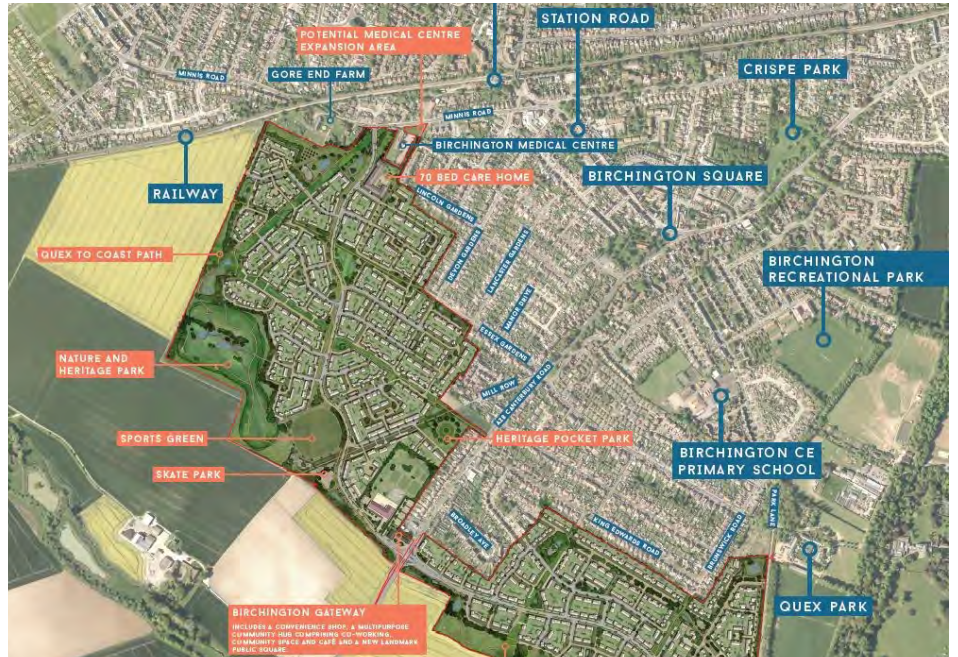 STATION ROAD
POTENTIAL MEDICAL CENTRE
EXPANSION AREA
MINNIS ROAD
GORE END FARM
CRISPE PARK
MINNIS ROAD
BIRCHINGTON MEDICAL CENTRE
RAILWAY
70 BED CARE HOME
BIRCHINGTON SQUARE
LINCOLN GARDENS
DEVON GARDENS
LANCASTER GARDENS
QUEX TO COAST PATH
BIRCHINGTON
RECREATIONAL PARK
MANOR DRIVE
ESSEX GARDENS
NATURE AND
HERITAGE PARK
MILL ROW
A28 CANTERBURY ROAD
SPORTS GREEN
HERITAGE POCKET PARK
BIRCHINGTON CE
PRIMARY SCHOOL
SKATE PARK
PARK LANE
BROADLEY AVE
KING EDWARDS ROAD
BRUNSWICK ROAD
QUEX PARK
BIRCHINGTON GATEWAY
INCLUDES A CONVENIENCE SHOP, A MULTIPURPOSE
COMMUNITY HUB COMPRING CO-WORKING,
COMMUNITY SPACE AND CAFÉ AND A NEW LANDMARK
PUBLIC SQUARE